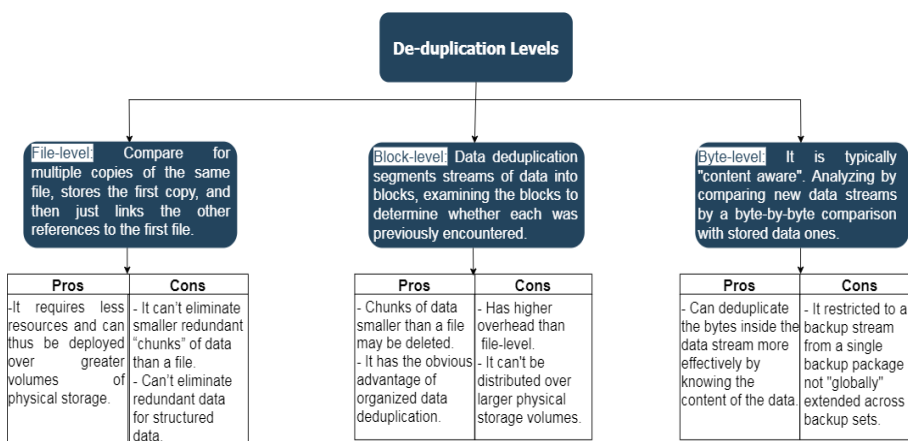 De-duplication Levels
File-level: Compare for
multiple copies of the same
file, stores the first copy, and
then just links the other
references to the first file.
Pros
-It requires less
resources and can
thus be deployed
over greater
volumes of
physical storage.
Cons
- It can't eliminate
smaller redundant
“chunks” of data
than a file.
- Can’t eliminate
redundant data
for structured
data.
Block-level: Data deduplication
segments streams of data into
blocks, examining the blocks to
determine whether each was
previously encountered.
Pros
- Chunks of data
smaller than a file
may be deleted.
- It has the obvious
advantage of
organized data
deduplication.
Cons
- Has higher
overhead than
file-level.
- It can't be
distributed over
larger physical
storage volumes.
Byte-level: It is typically
"content aware". Analyzing by
comparing new data streams
by a byte-by-byte comparison
with stored data ones.
Pros
- Can deduplicate
the bytes inside the
data stream more
effectively by
knowing the
content of the data.
Cons
- It restricted to a
backup stream
from a single
backup package
not "globally"
extended across
backup sets.